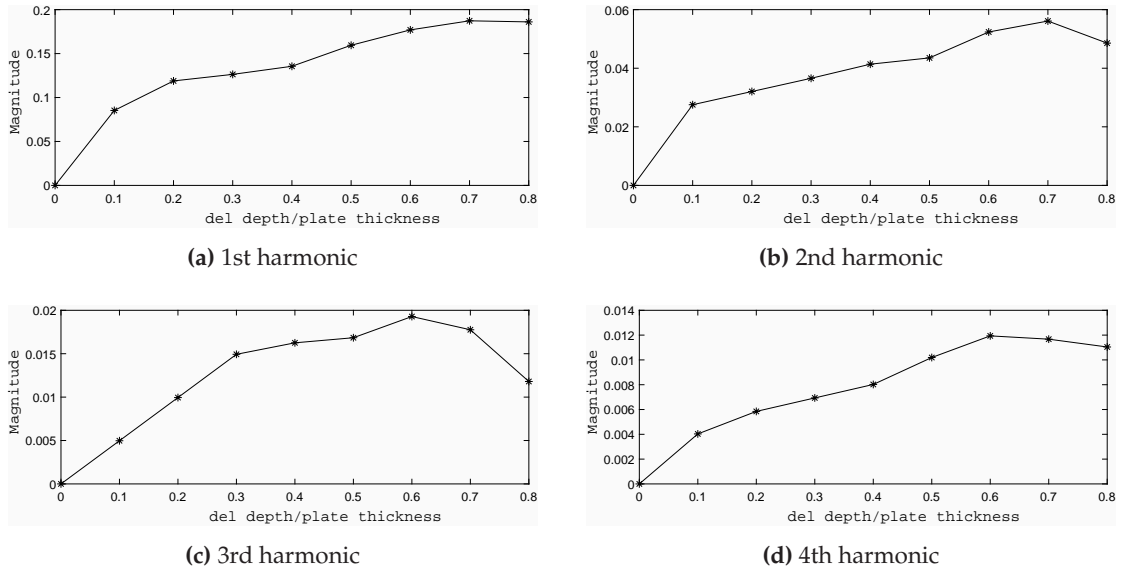 0.2
0.15
0.1
0.05
0
Magnitude
0 0.1 0.2 0.3 0.4 0.5 0.6 0.7 0.8
del depth/plate thickness
(a) 1st harmonic
0.06
0.04
0.02
0
Magnitude
0 0.1 0.2 0.3 0.4 0.5 0.6 0.7 0.8
del depth/plate thickness
(b) 2nd harmonic
0.02
0.015
0.01
0.005
0
Magnitude
0 0.1 0.2 0.3 0.4 0.5 0.6 0.7 0.8
del depth/plate thickness
(c) 3rd harmonic
0.014
0.012
0.01
0.008
0.006
0.004
0.002
0
Magnitude
0 0.1 0.2 0.3 0.4 0.5 0.6 0.7 0.8
del depth/plate thickness
(d) 4th harmonic